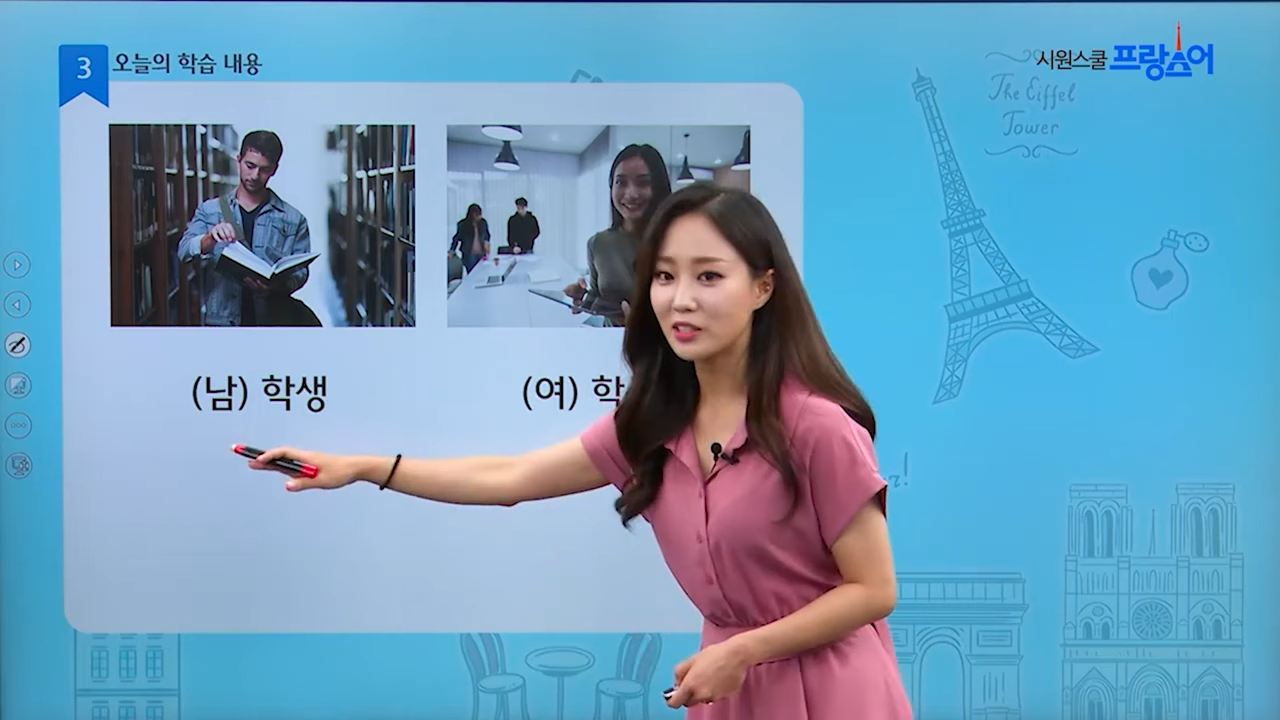 3 오늘의 학습 내용
시원스쿨 프랑스어
The Eiffel
Tower
(남) 학생
(여) 학